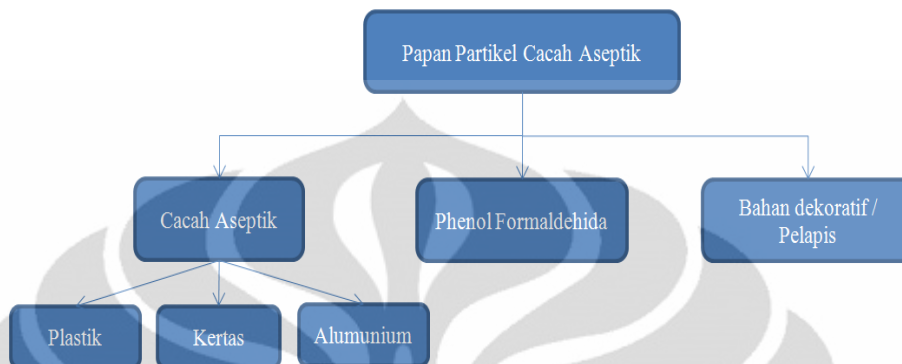 Papan Partikel Cacah Aseptik
Cacah Aseptik
Phenol Formaldehida
Bahan dekoratif /
Pelapis
Plastik
Kertas
Alumunium